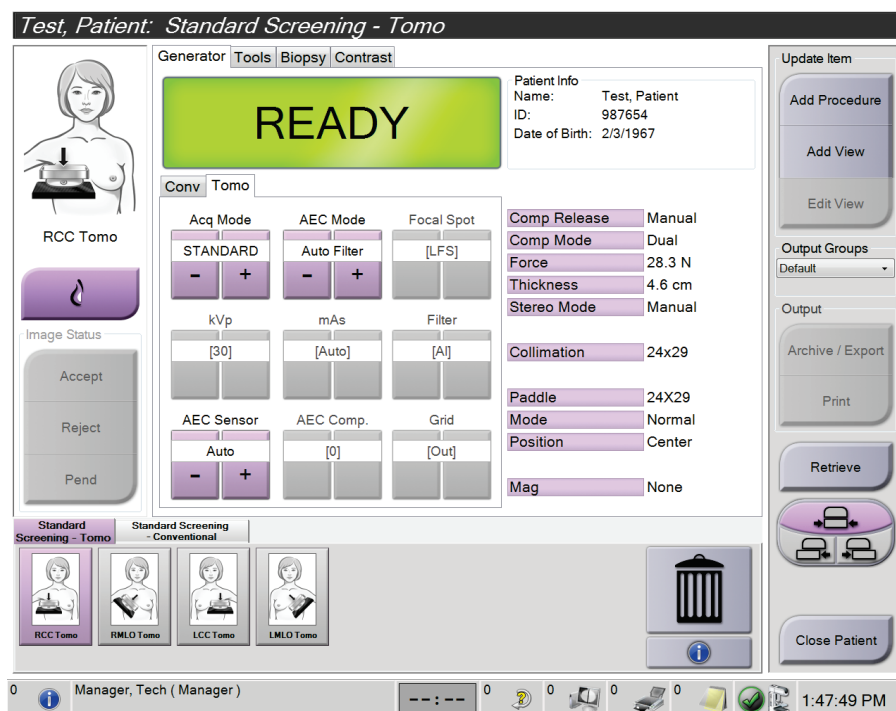 Test, Patient: Standard Screening - Tomo
Generator Tools Biopsy Contrast
READY
Patient Info
Name: Test, Patient
ID: 987654
Date of Birth: 2/3/1967
RCC Tomo
Image Status
Accept
Reject
Pend
Conv Tomo
Acq Mode AEC Mode Focal Spot
STANDARD Auto Filter [LFS]
- + - +
kVp mAs Filter
[30] [Auto] [Al]
AEC Sensor AEC Comp. Grid
Auto [0] [Out]
- +
Comp Release Manual
Comp Mode Dual
Force 28.3 N
Thickness 4.6 cm
Stereo Mode Manual
Collimation 24x29
Paddle 24X29
Mode Normal
Position Center
Mag None
Update Item
Add Procedure
Add View
Edit View
Output Groups
Default
Output
Archive / Export
Print
Retrieve
Close Patient
Standard
Screening - Tomo
Standard Screening
- Conventional
RCC Tomo RMLO Tomo LCC Tomo LMLO Tomo
0 Manager, Tech ( Manager ) --:-- 0 0 0 0 1:47:49 PM